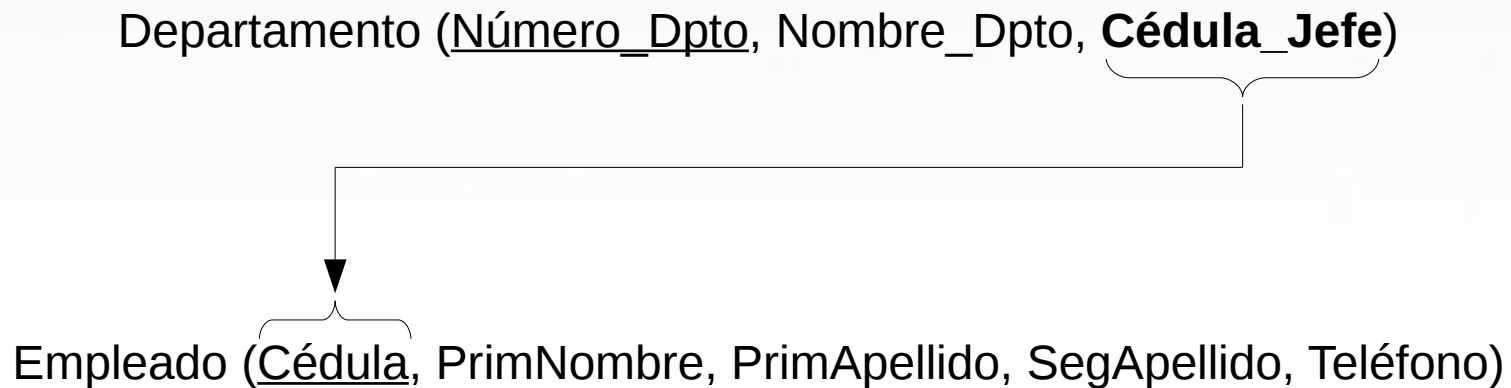 Departamento (Número_Dpto, Nombre_Dpto, Cédula_Jefe)
Empleado (Cédula, PrimNombre, PrimApellido, SegApellido, Teléfono)